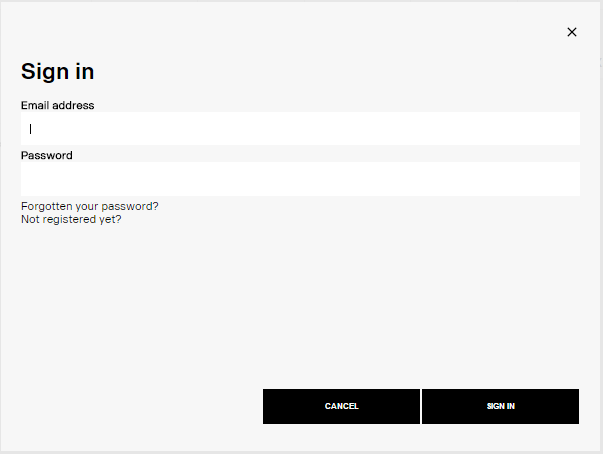 Sign in
Email address
Password
Forgotten your password?
Not registered yet?
CANCEL
SIGN IN